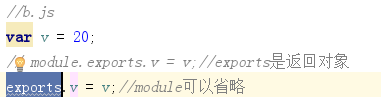 //b.js
var v = 20;
// module.exports.v = v;//exports是返回对象
exports.v = v;//module可以省略